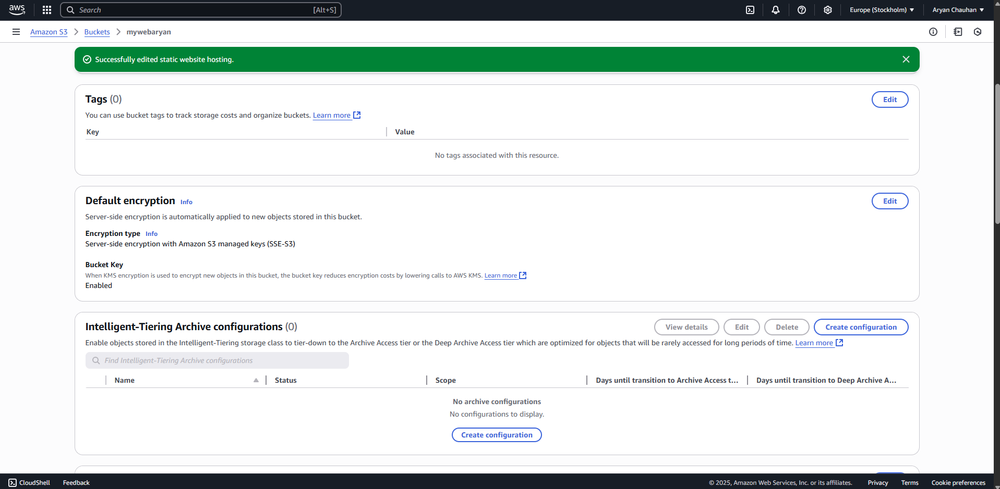 aws
Search [Alt+S]
Europe (Stockholm) Aryan Chauhan
Amazon S3 Buckets mywebaryan
Successfully edited static website hosting.
Tags (0)
Edit
You can use bucket tags to track storage costs and organize buckets. Learn more
Key Value
No tags associated with this resource.
Default encryption Info
Edit
Server-side encryption is automatically applied to new objects stored in this bucket.
Encryption type Info
Server-side encryption with Amazon S3 managed keys (SSE-S3)
Bucket Key
When KMS encryption is used to encrypt new objects in this bucket, the bucket key reduces encryption costs by lowering calls to AWS KMS. Learn more
Enabled
Intelligent-Tiering Archive configurations (0)
View details Edit Delete Create configuration
Enable objects stored in the Intelligent-Tiering storage class to tier-down to the Archive Access tier or the Deep Archive Access tier which are optimized for objects that will be rarely accessed for long periods of time. Learn more
Find Intelligent-Tiering Archive configurations
Name Status Scope Days until transition to Archive Access t... Days until transition to Deep Archive A...
No archive configurations
No configurations to display.
Create configuration
CloudShell Feedback © 2025, Amazon Web Services, Inc. or its affiliates. Privacy Terms Cookie preferences